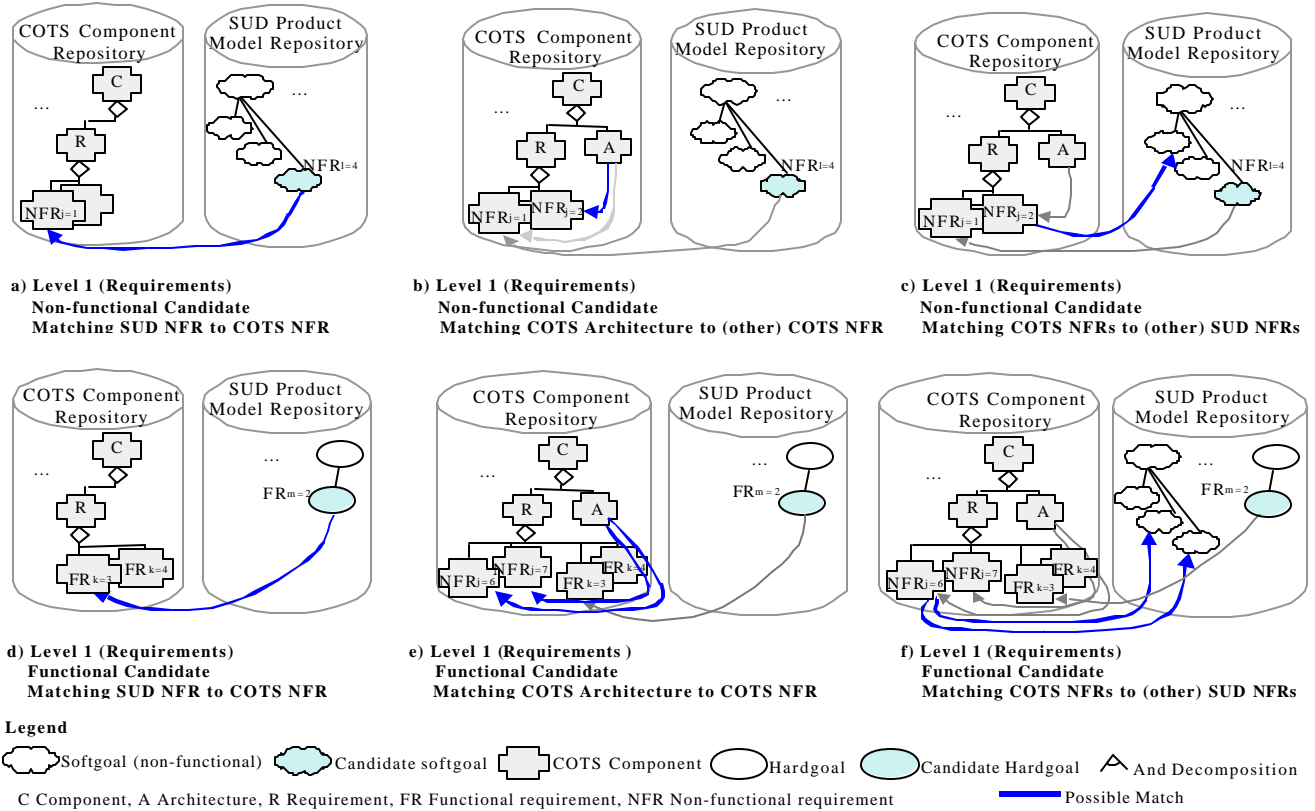 COTS Component
Repository
SUD Product
Model Repository
C
...
...
R
NFR l=4
NFR j=1
a) Level 1 (Requirements)
Non-functional Candidate
Matching SUD NFR to COTS NFR
COTS Component
Repository
SUD Product
Model Repository
C
...
...
R
A
NFR l=4
NFR j=1
NFR j=2
b) Level 1 (Requirements)
Non-functional Candidate
Matching COTS Architecture to (other) COTS NFR
COTS Component
Repository
SUD Product
Model Repository
C
...
...
R
A
NFR l=4
NFR j=1
NFR j=2
c) Level 1 (Requirements)
Non-functional Candidate
Matching COTS NFRs to (other) SUD NFRs
COTS Component
Repository
SUD Product
Model Repository
C
...
...
R
FR m=2
FR k=3
FR k=4
d) Level 1 (Requirements)
Functional Candidate
Matching SUD NFR to COTS NFR
COTS Component
Repository
SUD Product
Model Repository
C
...
...
R
A
FR m=2
NFR j=6
NFR j=7
FR k=3
FR k=4
e) Level 1 (Requirements )
Functional Candidate
Matching COTS Architecture to COTS NFR
COTS Component
Repository
SUD Product
Model Repository
C
...
...
R
A
FR m=2
NFR j=6
NFR j=7
FR k=3
FR k=4
f) Level 1 (Requirements)
Functional Candidate
Matching COTS NFRs to (other) SUD NFRs
Legend
Softgoal (non-functional)
Candidate softgoal
COTS Component
Hardgoal
Candidate Hardgoal
And Decomposition
C Component, A Architecture, R Requirement, FR Functional requirement, NFR Non-functional requirement
Possible Match